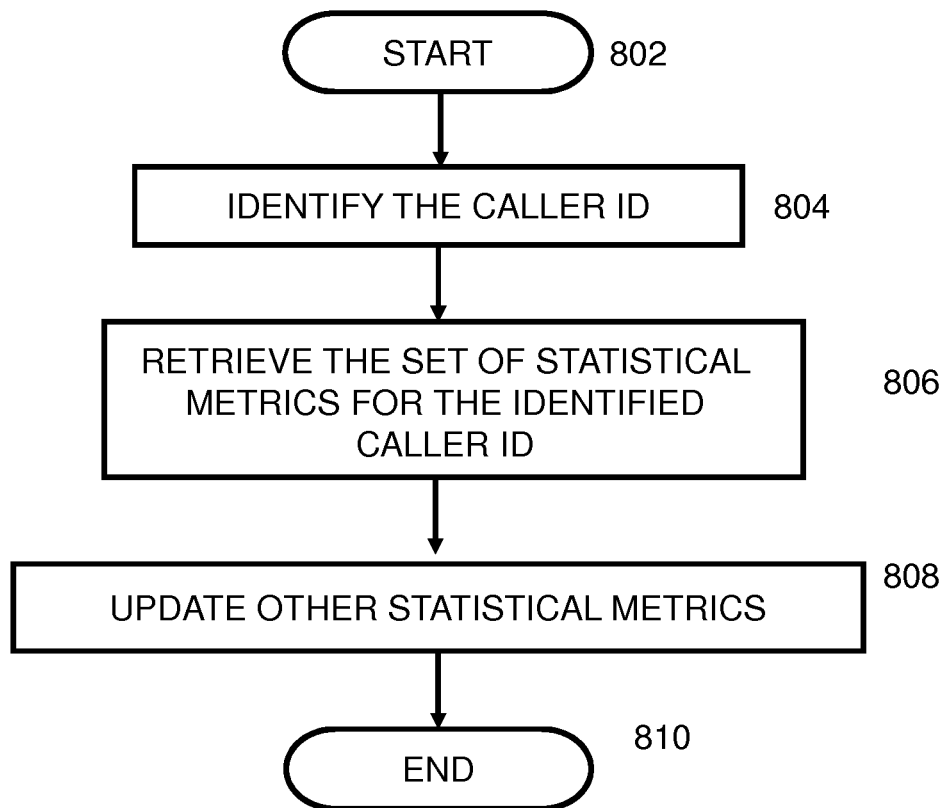 START 802
IDENTIFY THE CALLER ID 804
RETRIEVE THE SET OF STATISTICAL
METRICS FOR THE IDENTIFIED
CALLER ID
806
UPDATE OTHER STATISTICAL METRICS
808
END
810